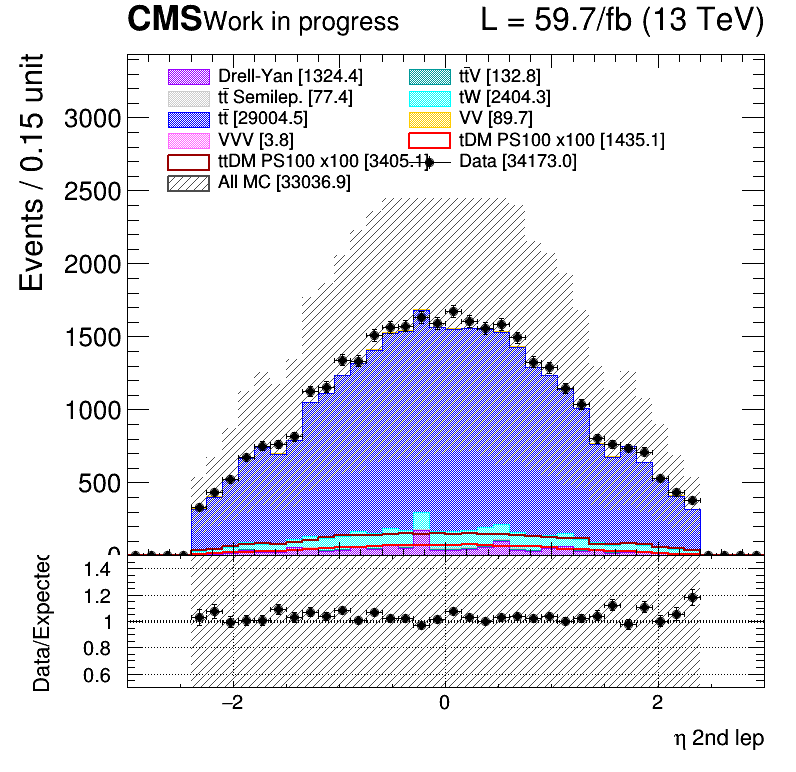 CMS Work in progress L = 59.7/fb (13 TeV)
Drell-Yan [1324.4] tt̄V [132.8]
tt̄ Semilep. [77.4] tW [2404.3]
tt̄ [29004.5] VV [89.7]
VVV [3.8] tDM PS100 x100 [1435.1]
ttDM PS100 x100 [3405.1] Data [34173.0]
All MC [33036.9]
Events / 0.15 unit
3000
2500
2000
1500
1000
500
0
Data/Expected
1.4
1.2
1
0.8
0.6
−2 0 2
η 2nd lep